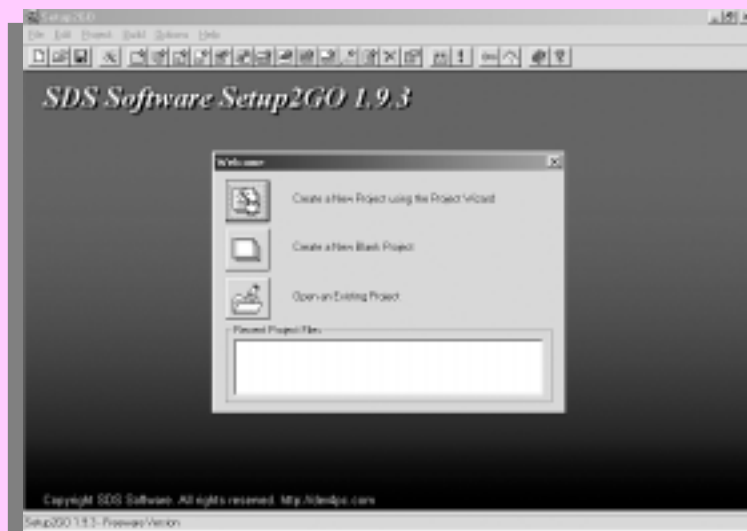 Setup2GO
File Edit Project Build Options Help
SDS Software Setup2GO 1.9.3
Welcome
Create a New Project using the Project Wizard
Create a New Blank Project
Open an Existing Project
Recent Project Files
Copyright SDS Software. All rights reserved.
Setup2GO 1.9.3 - Freeware Version